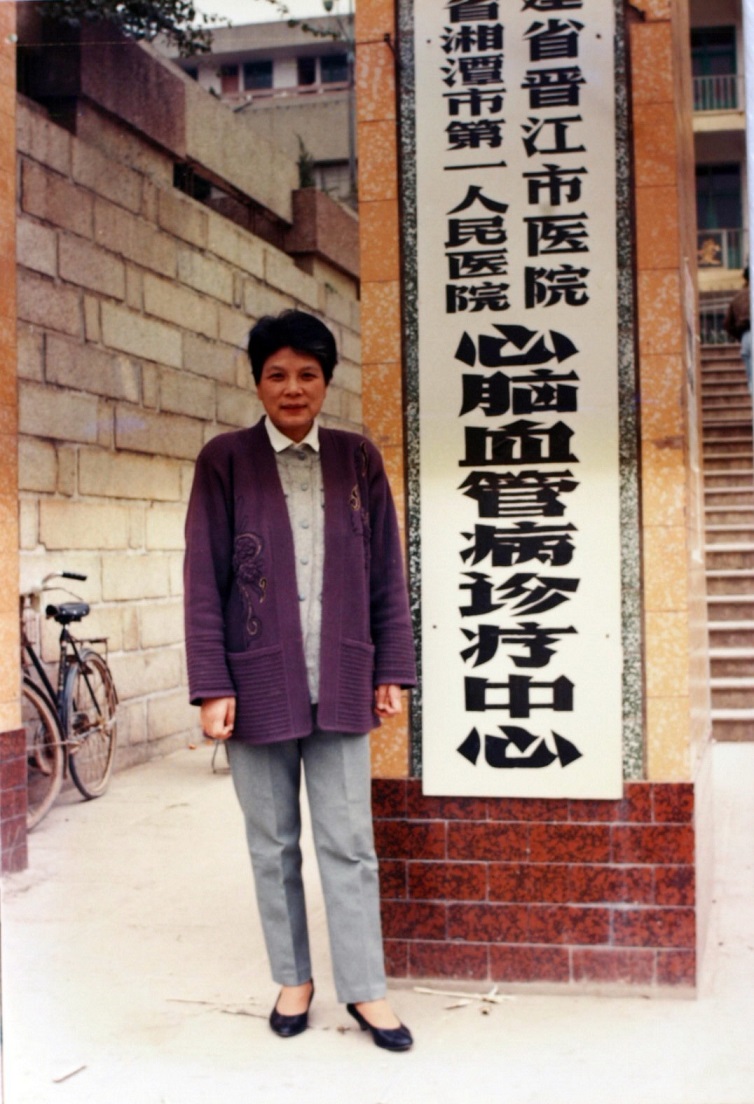 建省晋江市医院
省湘潭市第一人民医院
心脑血管病诊疗中心